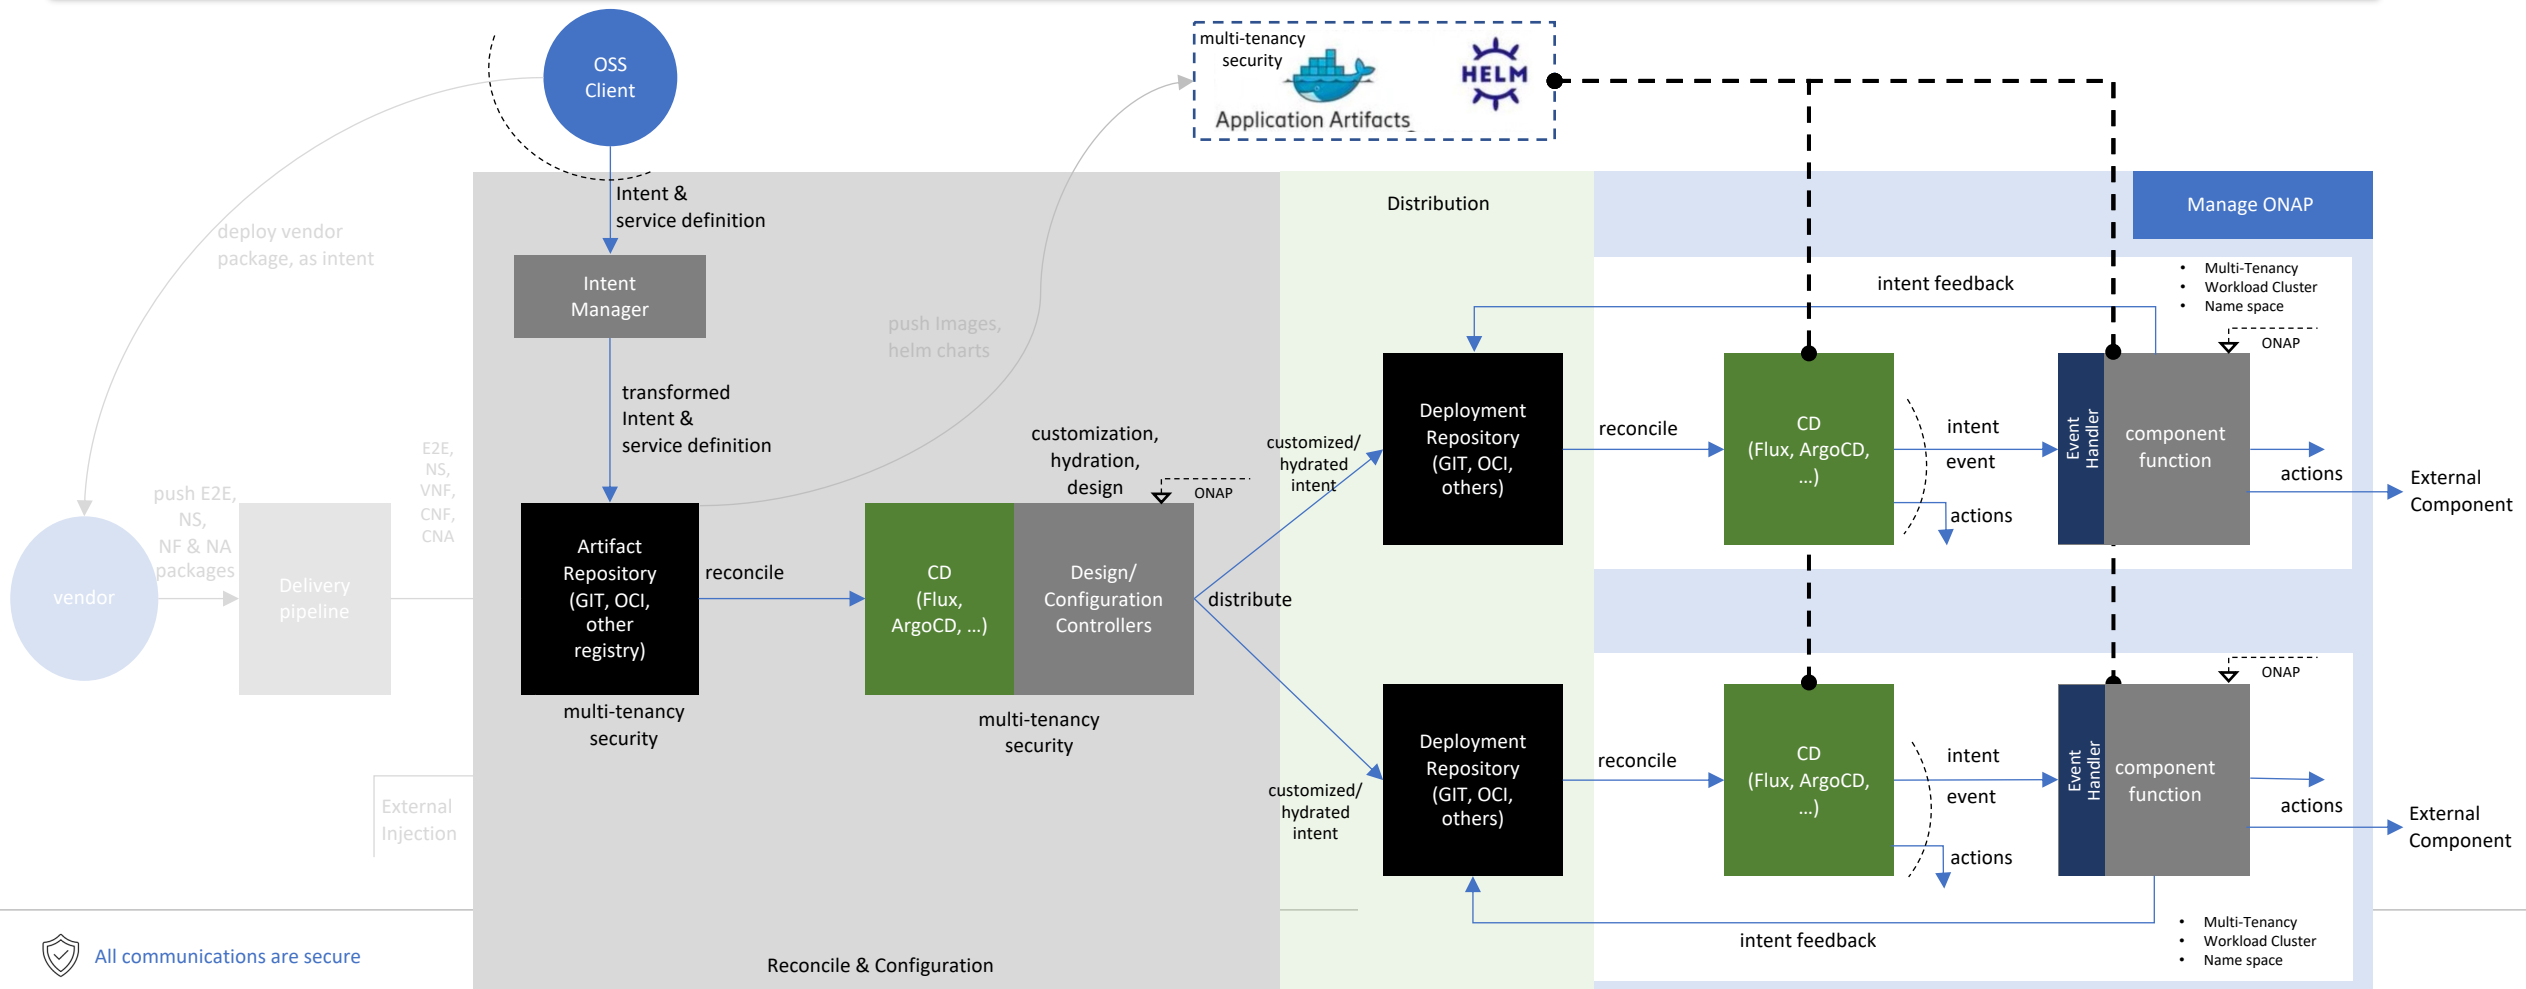 OSS
Client
multi-tenancy
security
HELM
Application Artifacts
Intent &
service definition
Distribution
Manage ONAP
deploy vendor
package, as intent
Intent
Manager
push Images,
helm charts
intent feedback
• Multi-Tenancy
• Workload Cluster
• Name space
ONAP
transformed
Intent &
service definition
customization,
hydration,
design
ONAP
E2E,
NS,
VNF,
CNF,
CNA
push E2E,
NS,
NF & NA
packages
vendor
Delivery
pipeline
Artifact
Repository
(GIT, OCI,
other
registry)
reconcile
CD
(Flux,
ArgoCD, ...)
Design/
Configuration
Controllers
multi-tenancy
security
multi-tenancy
security
distribute
customized/
hydrated
intent
Deployment
Repository
(GIT, OCI,
others)
reconcile
CD
(Flux, ArgoCD,
...)
intent
event
actions
Event
Handler
component
function
actions
External
Component
ONAP
customized/
hydrated
intent
Deployment
Repository
(GIT, OCI,
others)
reconcile
CD
(Flux, ArgoCD,
...)
intent
event
actions
Event
Handler
component
function
actions
External
Component
External
Injection
intent feedback
• Multi-Tenancy
• Workload Cluster
• Name space
All communications are secure
Reconcile & Configuration